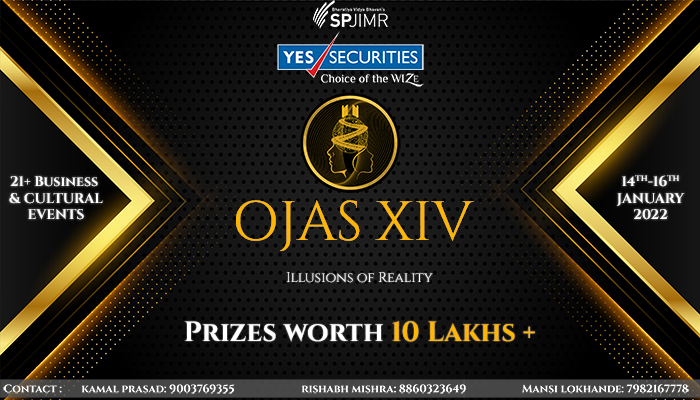 Bharatiya Vidya Bhavan's
SPJIMR
YES SECURITIES
Choice of the WIZE
21+ BUSINESS
& CULTURAL
EVENTS
14TH-16TH
JANUARY
2022
OJAS XIV
ILLUSIONS OF REALITY
PRIZES WORTH 10 LAKHS +
CONTACT : KAMAL PRASAD: 9003769355 RISHABH MISHRA: 8860323649 MANSI LOKHANDE: 7982167778